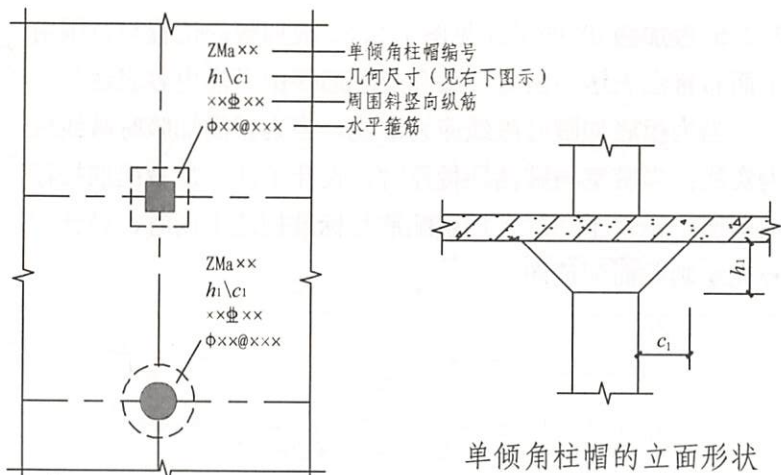 ZMa×× 单倾角柱帽编号
h₁\c₁ 几何尺寸（见右下图示）
××⏀×× 周围斜竖向纵筋
ϕ××@××× 水平箍筋
ZMa××
h₁\c₁
××⏀××
ϕ××@×××
h₁
c₁
单倾角柱帽的立面形状